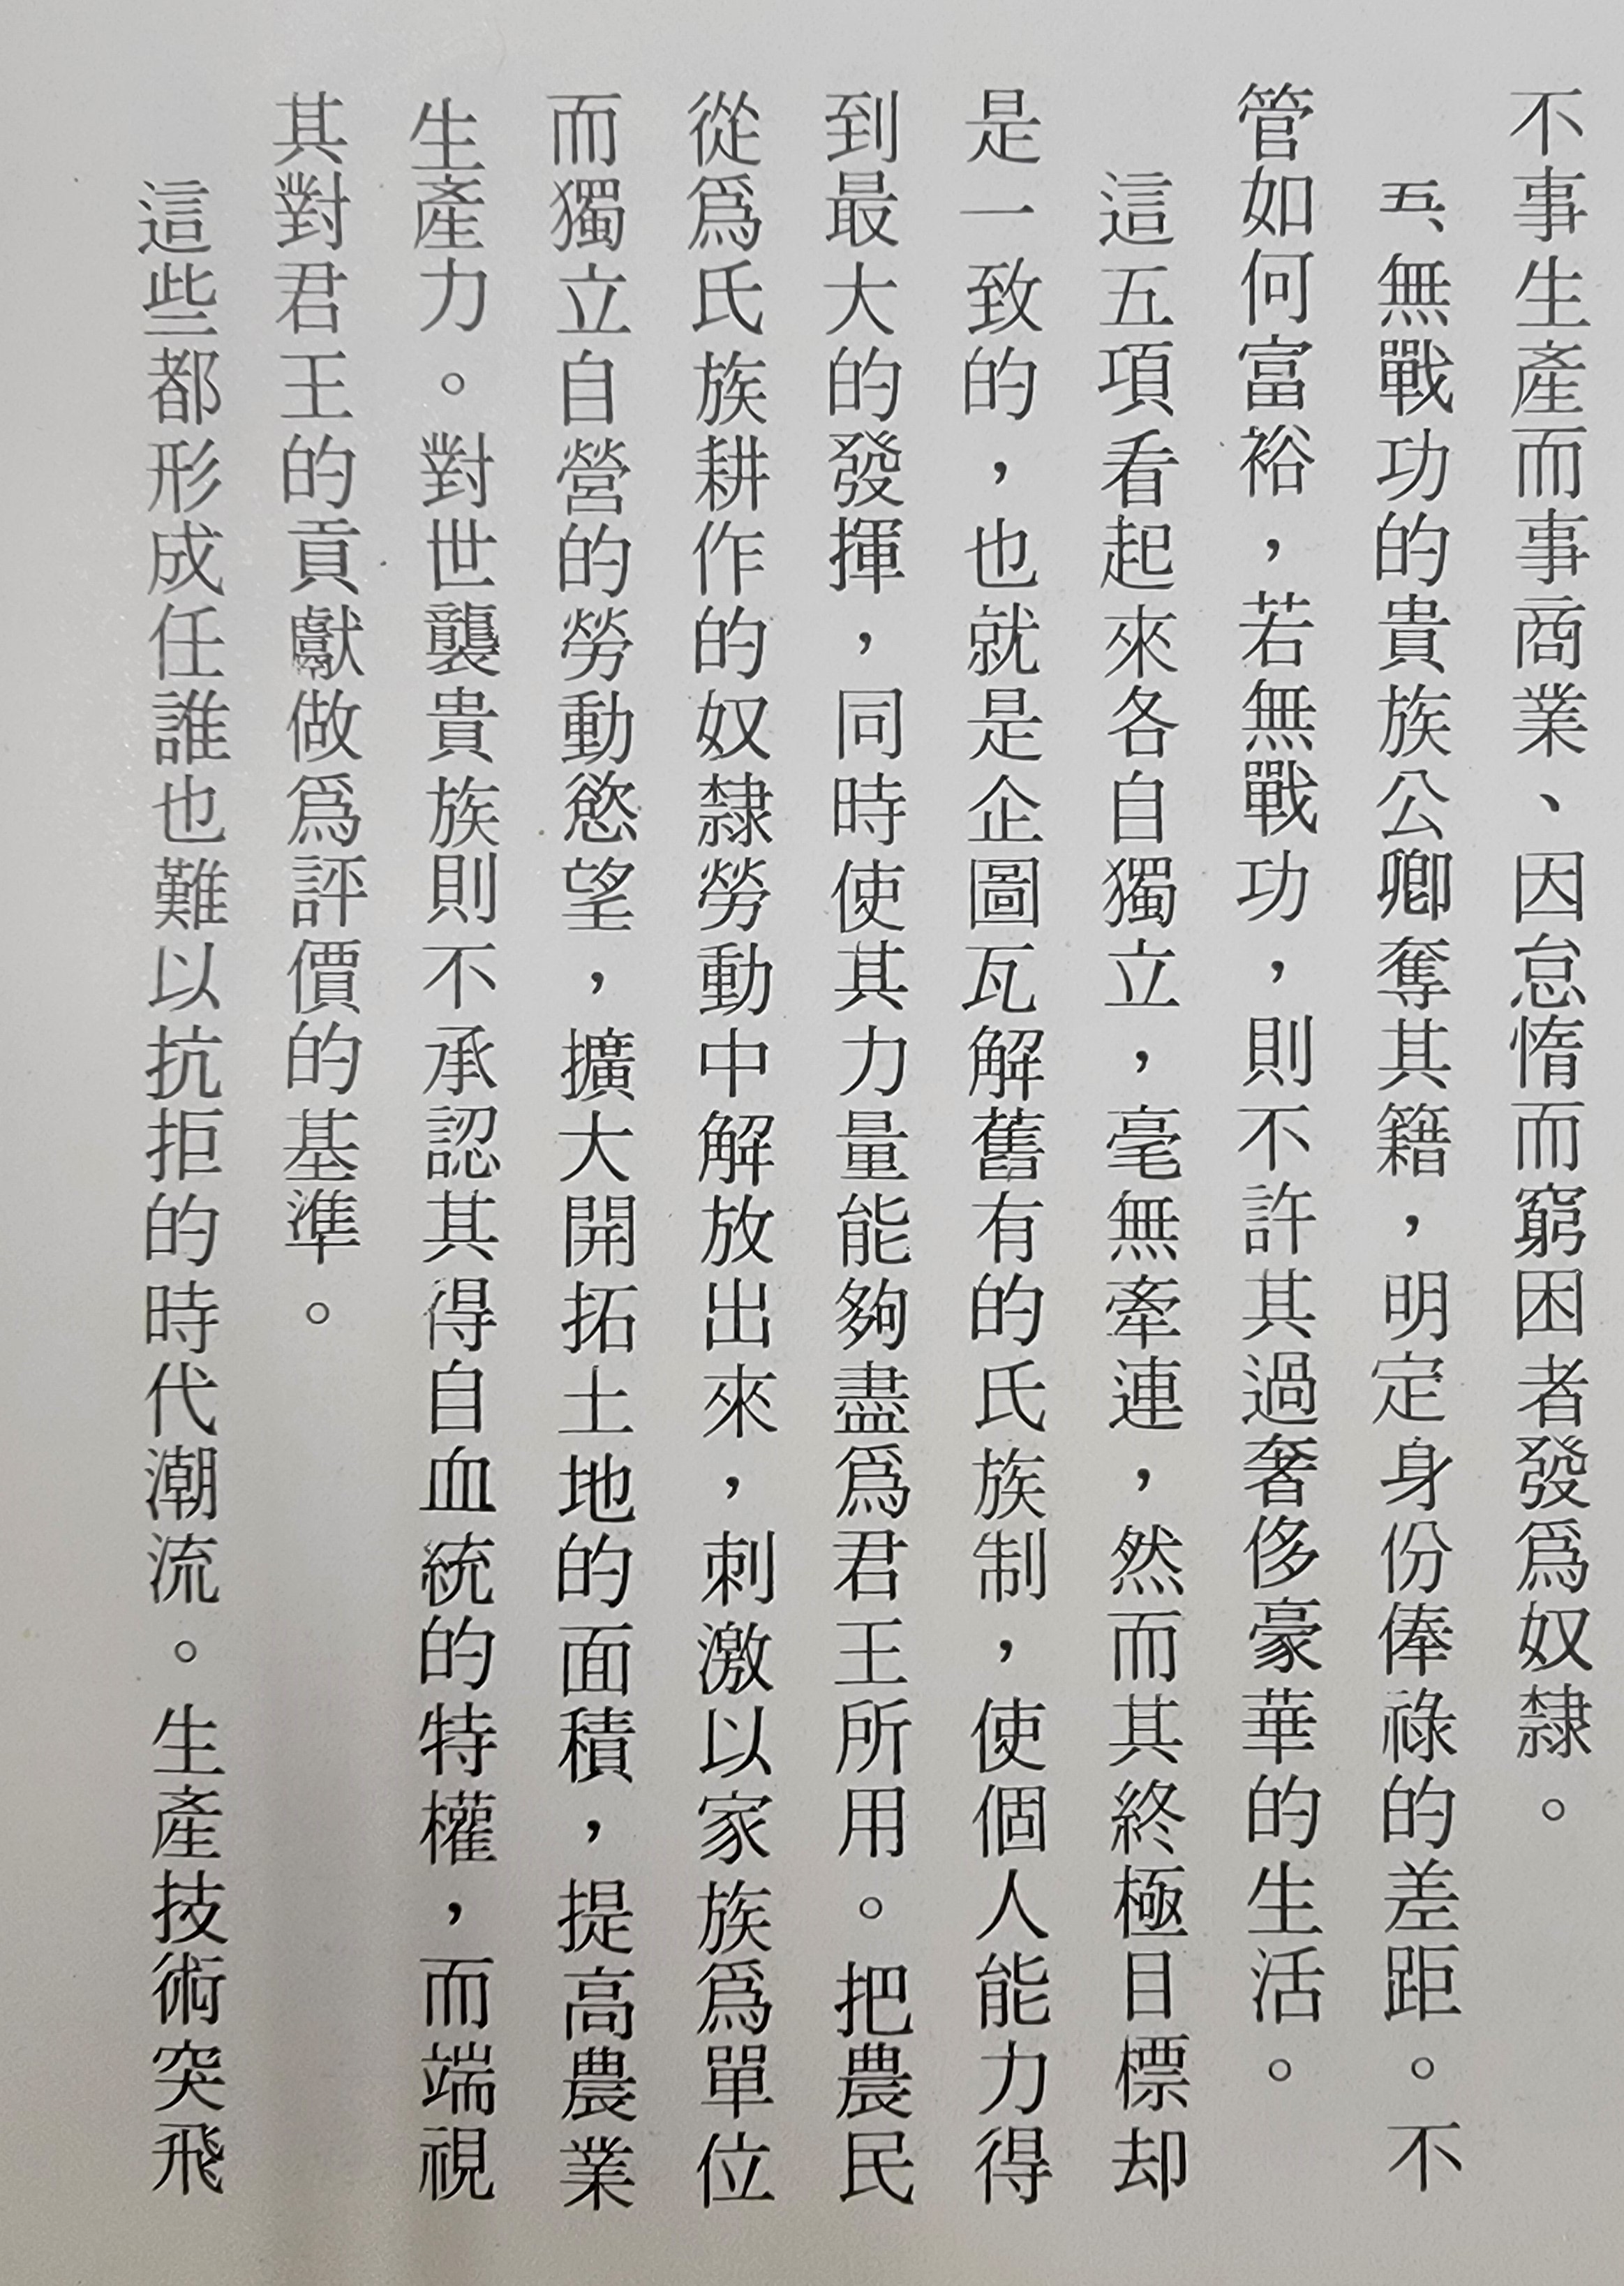 不事生產而事商業、因怠惰而窮困者發爲奴隸。
五、無戰功的貴族公卿奪其籍，明定身份俸祿的差距。不
管如何富裕，若無戰功，則不許其過奢侈豪華的生活。
這五項看起來各自獨立，毫無牽連，然而其終極目標却
是一致的，也就是企圖瓦解舊有的氏族制，使個人能力得
到最大的發揮，同時使其力量能夠盡爲君王所用。把農民
從爲氏族耕作的奴隸勞動中解放出來，刺激以家族爲單位
而獨立自營的勞動慾望，擴大開拓土地的面積，提高農業
生產力。對世襲貴族則不承認其得自血統的特權，而端視
其對君王的貢獻做爲評價的基準。
這些都形成任誰也難以抗拒的時代潮流。生產技術突飛